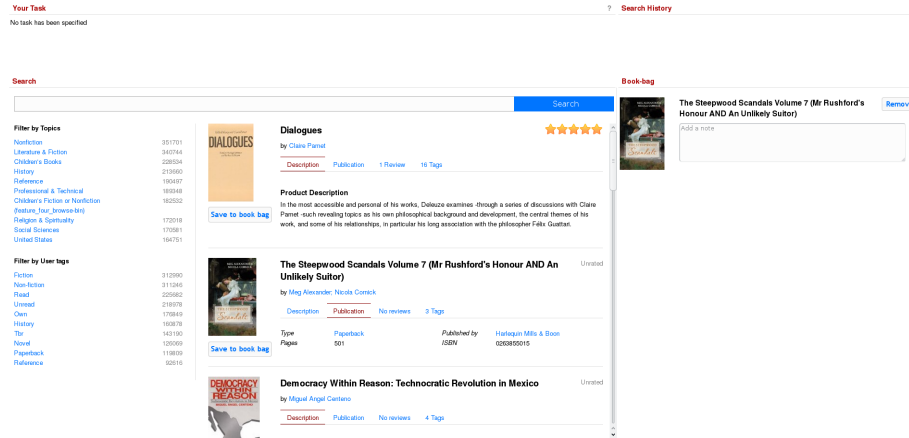 Your Task
?
Search History
No task has been specified
Search
Book-bag
Search
Filter by Topics
Nonfiction 351701
Literature & Fiction 340744
Children's Books 228534
History 213660
Reference 190497
Professional & Technical 189348
Children's Fiction or Nonfiction 182532
(feature_four_browse-bin)
Religion & Spirituality 172018
Social Sciences 170581
United States 164751
Filter by User tags
Fiction 312990
Non-fiction 311246
Read 225682
Unread 218978
Own 176849
History 160878
Tbr 143100
Novel 126069
Paperback 119809
Reference 92616
DIALOGUES
Save to book bag
Dialogues
by Claire Parnet
Description Publication 1 Review 16 Tags
Product Description
In the most accessible and personal of his works, Deleuze examines -through a series of discussions with Claire
Parnet -such revealing topics as his own philosophical background and development, the central themes of his
work, and some of his relationships, in particular his long association with the philosopher Félix Guattari.
Save to book bag
The Steepwood Scandals Volume 7 (Mr Rushford's Honour AND An
Unlikely Suitor)
Unrated
by Meg Alexander; Nicola Cornick
Description Publication No reviews 3 Tags
Type Paperback Published by Harlequin Mills & Boon
Pages 501 ISBN 0263855015
DEMOCRACY
WITHIN
REASON
Democracy Within Reason: Technocratic Revolution in Mexico
Unrated
by Miguel Angel Centeno
Description Publication No reviews 4 Tags
The Steepwood Scandals Volume 7 (Mr Rushford's
Honour AND An Unlikely Suitor)
Remov
Add a note